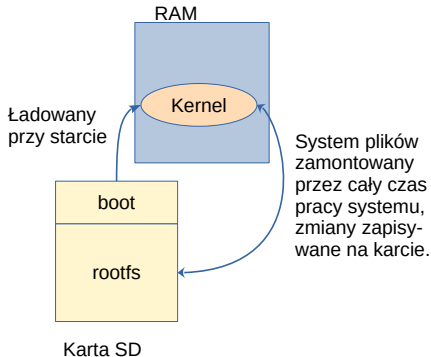 RAM
Kernel
Ładowany
przy starcie
System plików
zamontowany
przez cały czas
pracy systemu,
zmiany zapisy-
wane na karcie.
boot
rootfs
Karta SD